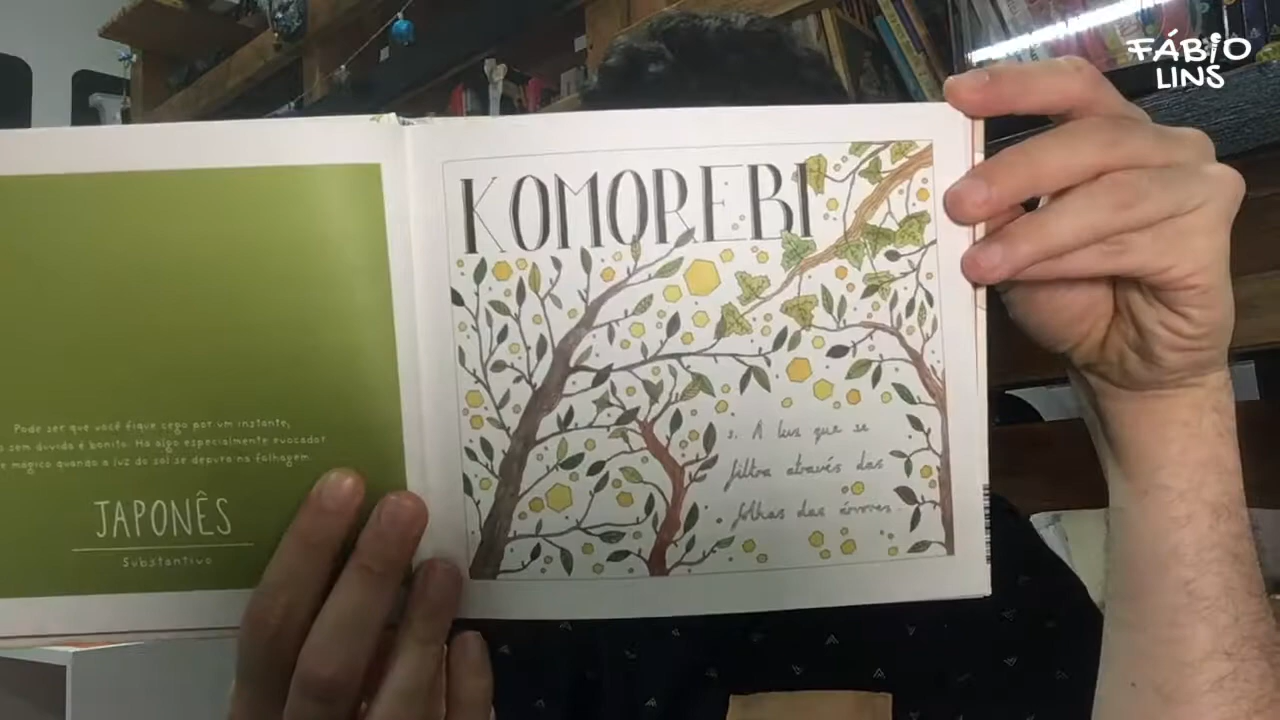 FÁBIO
LINS
Pode ser que você fique cego por um instante,
sem dúvida é bonito. Há algo especialmente evocador
e mágico quando a luz do sol se depura na folhagem.
JAPONÊS
Substantivo
KOMOREBI
s. A luz que se
filtra através das
folhas das árvores.